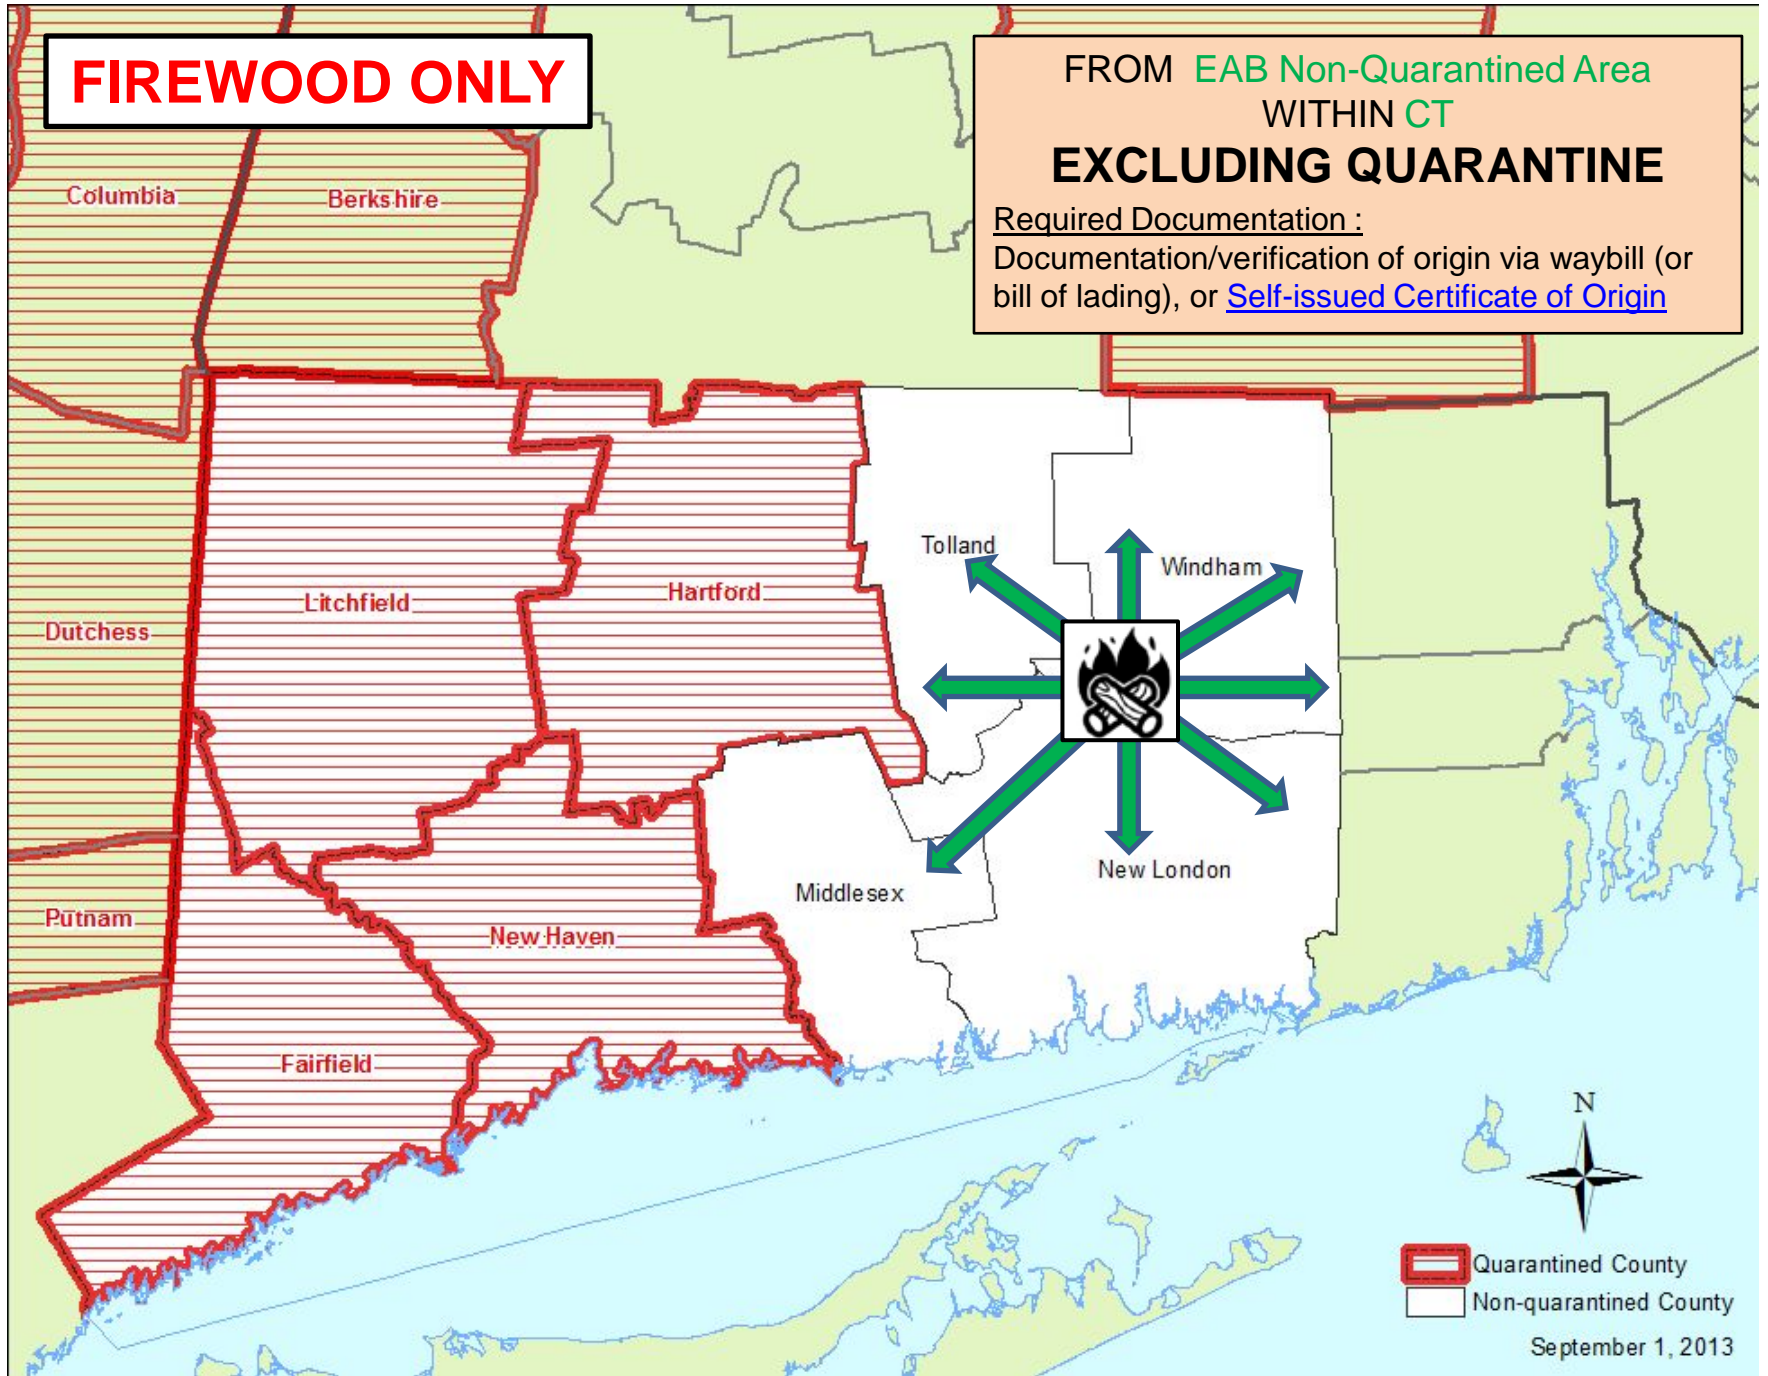 FIREWOOD ONLY
FROM EAB Non-Quarantined Area
WITHIN CT
EXCLUDING QUARANTINE
Required Documentation :
Documentation/verification of origin via waybill (or
bill of lading), or Self-issued Certificate of Origin
Columbia
Berkshire
Tolland
Windham
Litchfield
Hartford
Dutchess
New London
Middlesex
Putnam
New Haven
Fairfield
N
Quarantined County
Non-quarantined County
September 1, 2013